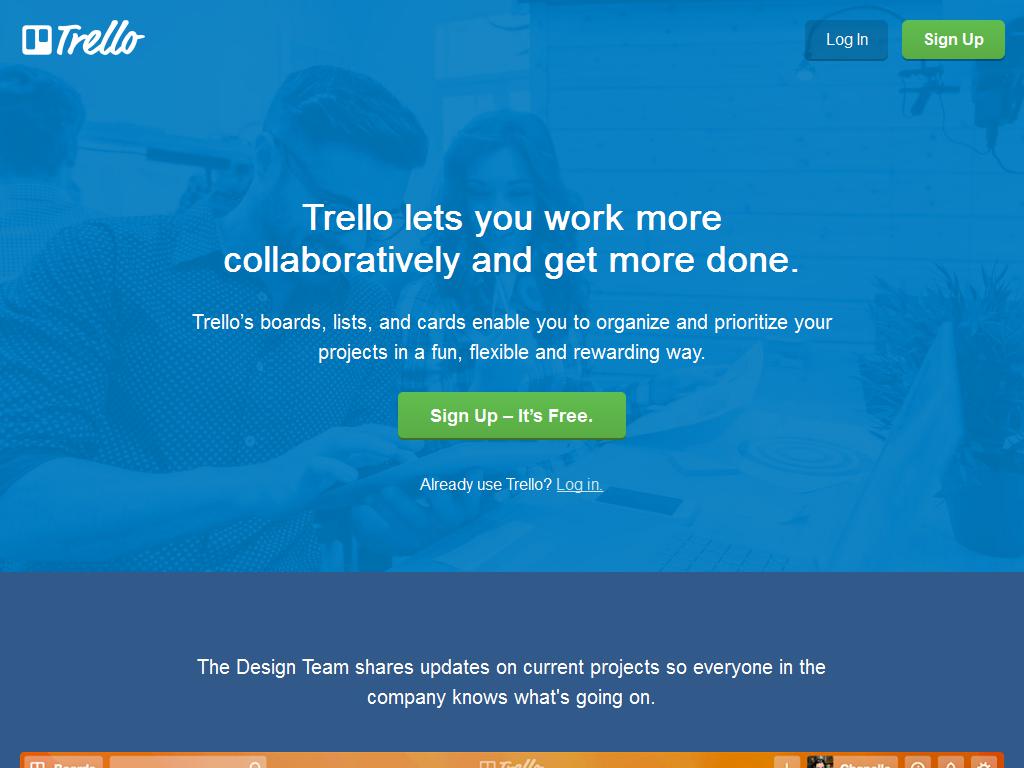 Trello
Log In
Sign Up
Trello lets you work more
collaboratively and get more done.
Trello’s boards, lists, and cards enable you to organize and prioritize your
projects in a fun, flexible and rewarding way.
Sign Up – It’s Free.
Already use Trello? Log in.
The Design Team shares updates on current projects so everyone in the
company knows what's going on.
Boards
Trello